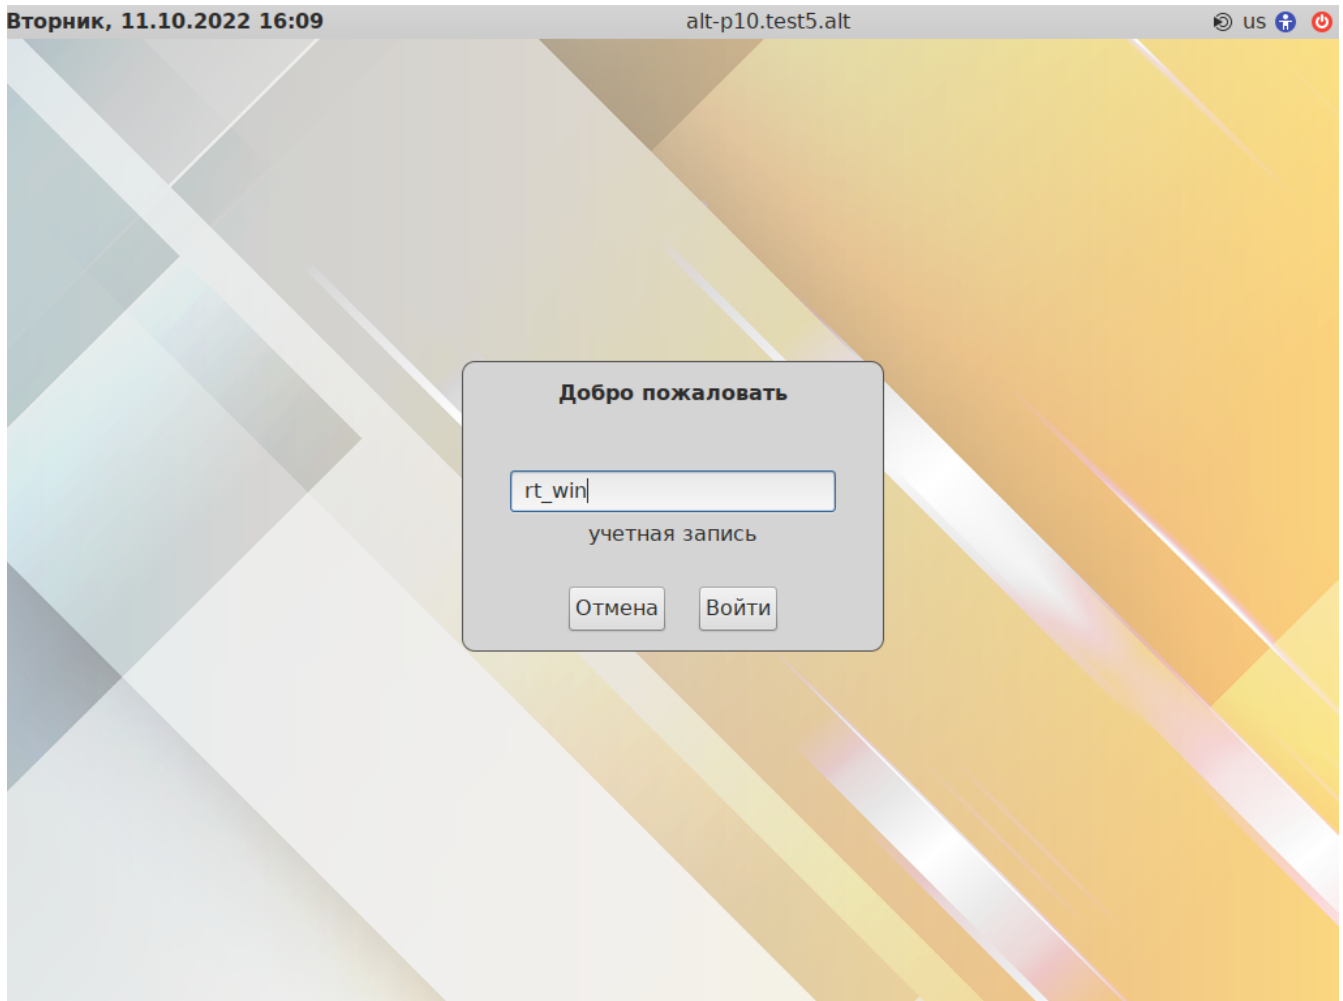 Вторник, 11.10.2022 16:09 alt-p10.test5.alt us
Добро пожаловать
rt_win
учетная запись
Отмена Войти